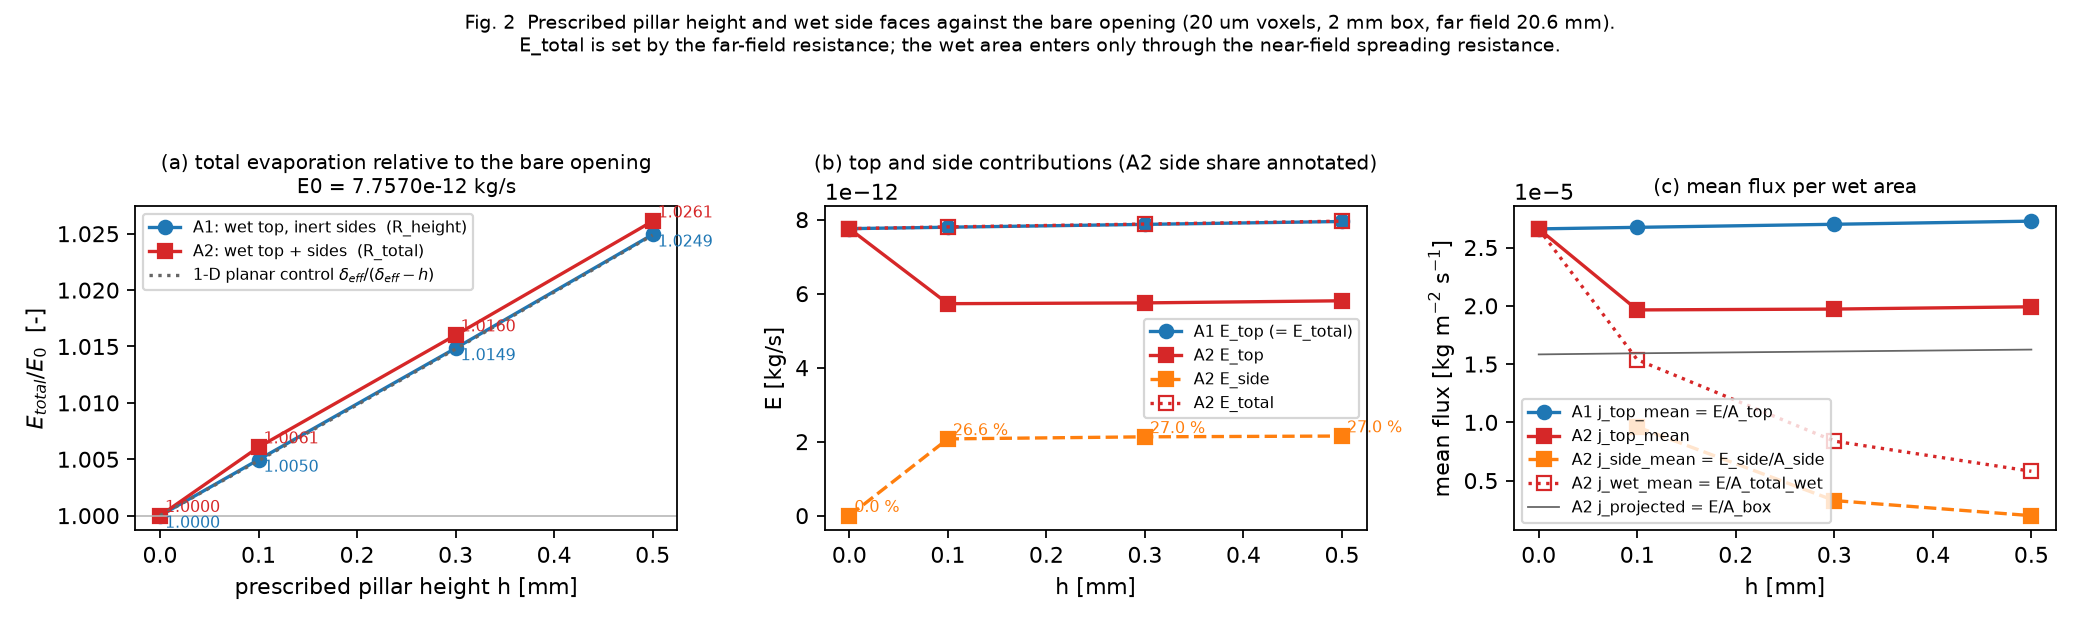 Fig. 2  Prescribed pillar height and wet side faces against the bare opening (20 um voxels, 2 mm box, far field 20.6 mm).
E_total is set by the far-field resistance; the wet area enters only through the near-field spreading resistance.
(a) total evaporation relative to the bare opening
E0 = 7.7570e-12 kg/s
A1: wet top, inert sides  (R_height)
A2: wet top + sides  (R_total)
1-D planar control δ_eff/(δ_eff − h)
1.0261
1.0249
1.0160
1.0149
1.0061
1.0050
1.0000
1.0000
E_total/E_0  [-]
1.025
1.020
1.015
1.010
1.005
1.000
0.0
0.1
0.2
0.3
0.4
0.5
prescribed pillar height h [mm]
(b) top and side contributions (A2 side share annotated)
1e−12
A1 E_top (= E_total)
A2 E_top
A2 E_side
A2 E_total
0.0 %
26.6 %
27.0 %
27.0 %
E [kg/s]
8
6
4
2
0
0.0
0.1
0.2
0.3
0.4
0.5
h [mm]
(c) mean flux per wet area
1e−5
A1 j_top_mean = E/A_top
A2 j_top_mean
A2 j_side_mean = E_side/A_side
A2 j_wet_mean = E/A_total_wet
A2 j_projected = E/A_box
mean flux [kg m⁻² s⁻¹]
2.5
2.0
1.5
1.0
0.5
0.0
0.1
0.2
0.3
0.4
0.5
h [mm]